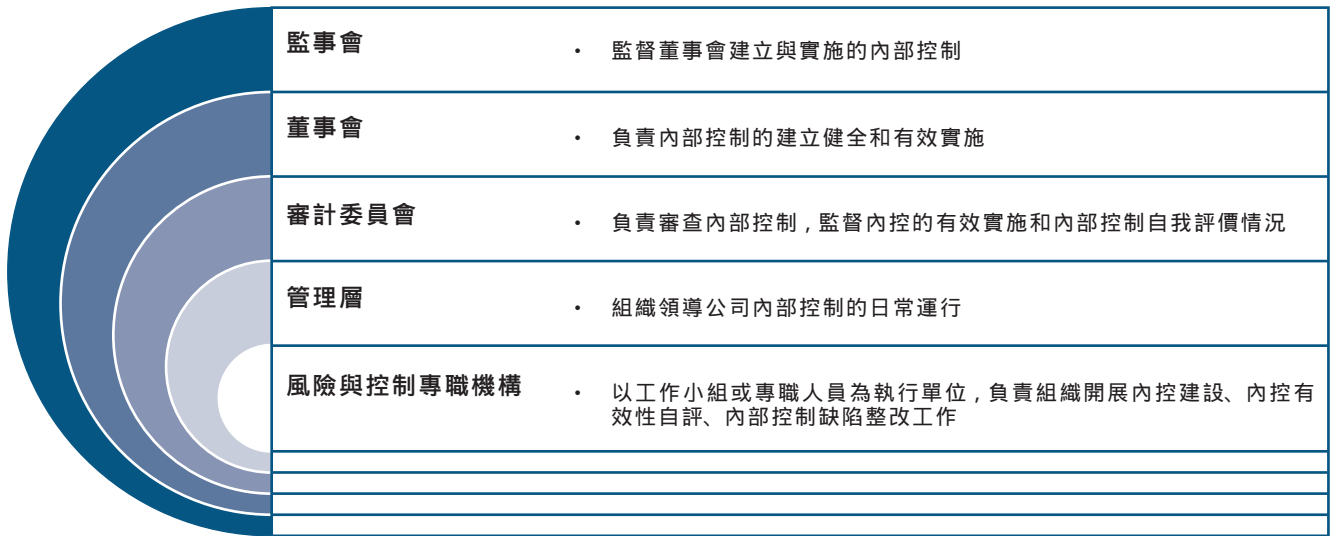 監事會
• 監督董事會建立與實施的內部控制
董事會
• 負責內部控制的建立健全和有效實施
審計委員會
• 負責審查內部控制，監督內控的有效實施和內部控制自我評價情況
管理層
• 組織領導公司內部控制的日常運行
風險與控制專職機構
• 以工作小組或專職人員為執行單位，負責組織開展內控建設、內控有
效性自評、內部控制缺陷整改工作